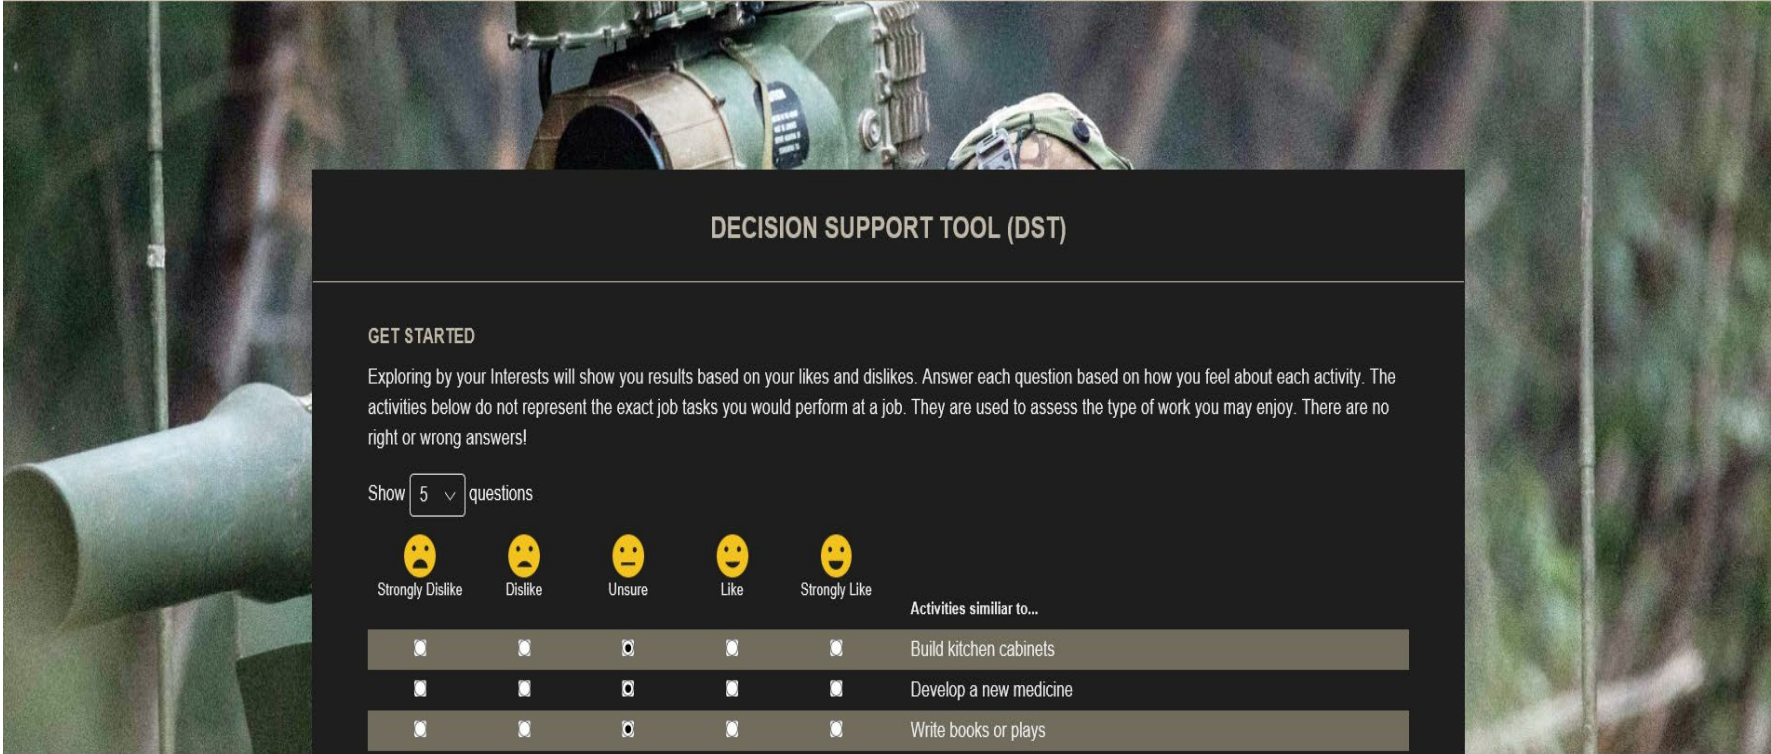 DECISION SUPPORT TOOL (DST)
GET STARTED
Exploring by your Interests will show you results based on your likes and dislikes. Answer each question based on how you feel about each activity. The
activities below do not represent the exact job tasks you would perform at a job. They are used to assess the type of work you may enjoy. There are no
right or wrong answers!
Show 5 questions
Strongly Dislike Dislike Unsure Like Strongly Like
Activities similiar to...
Build kitchen cabinets
Develop a new medicine
Write books or plays